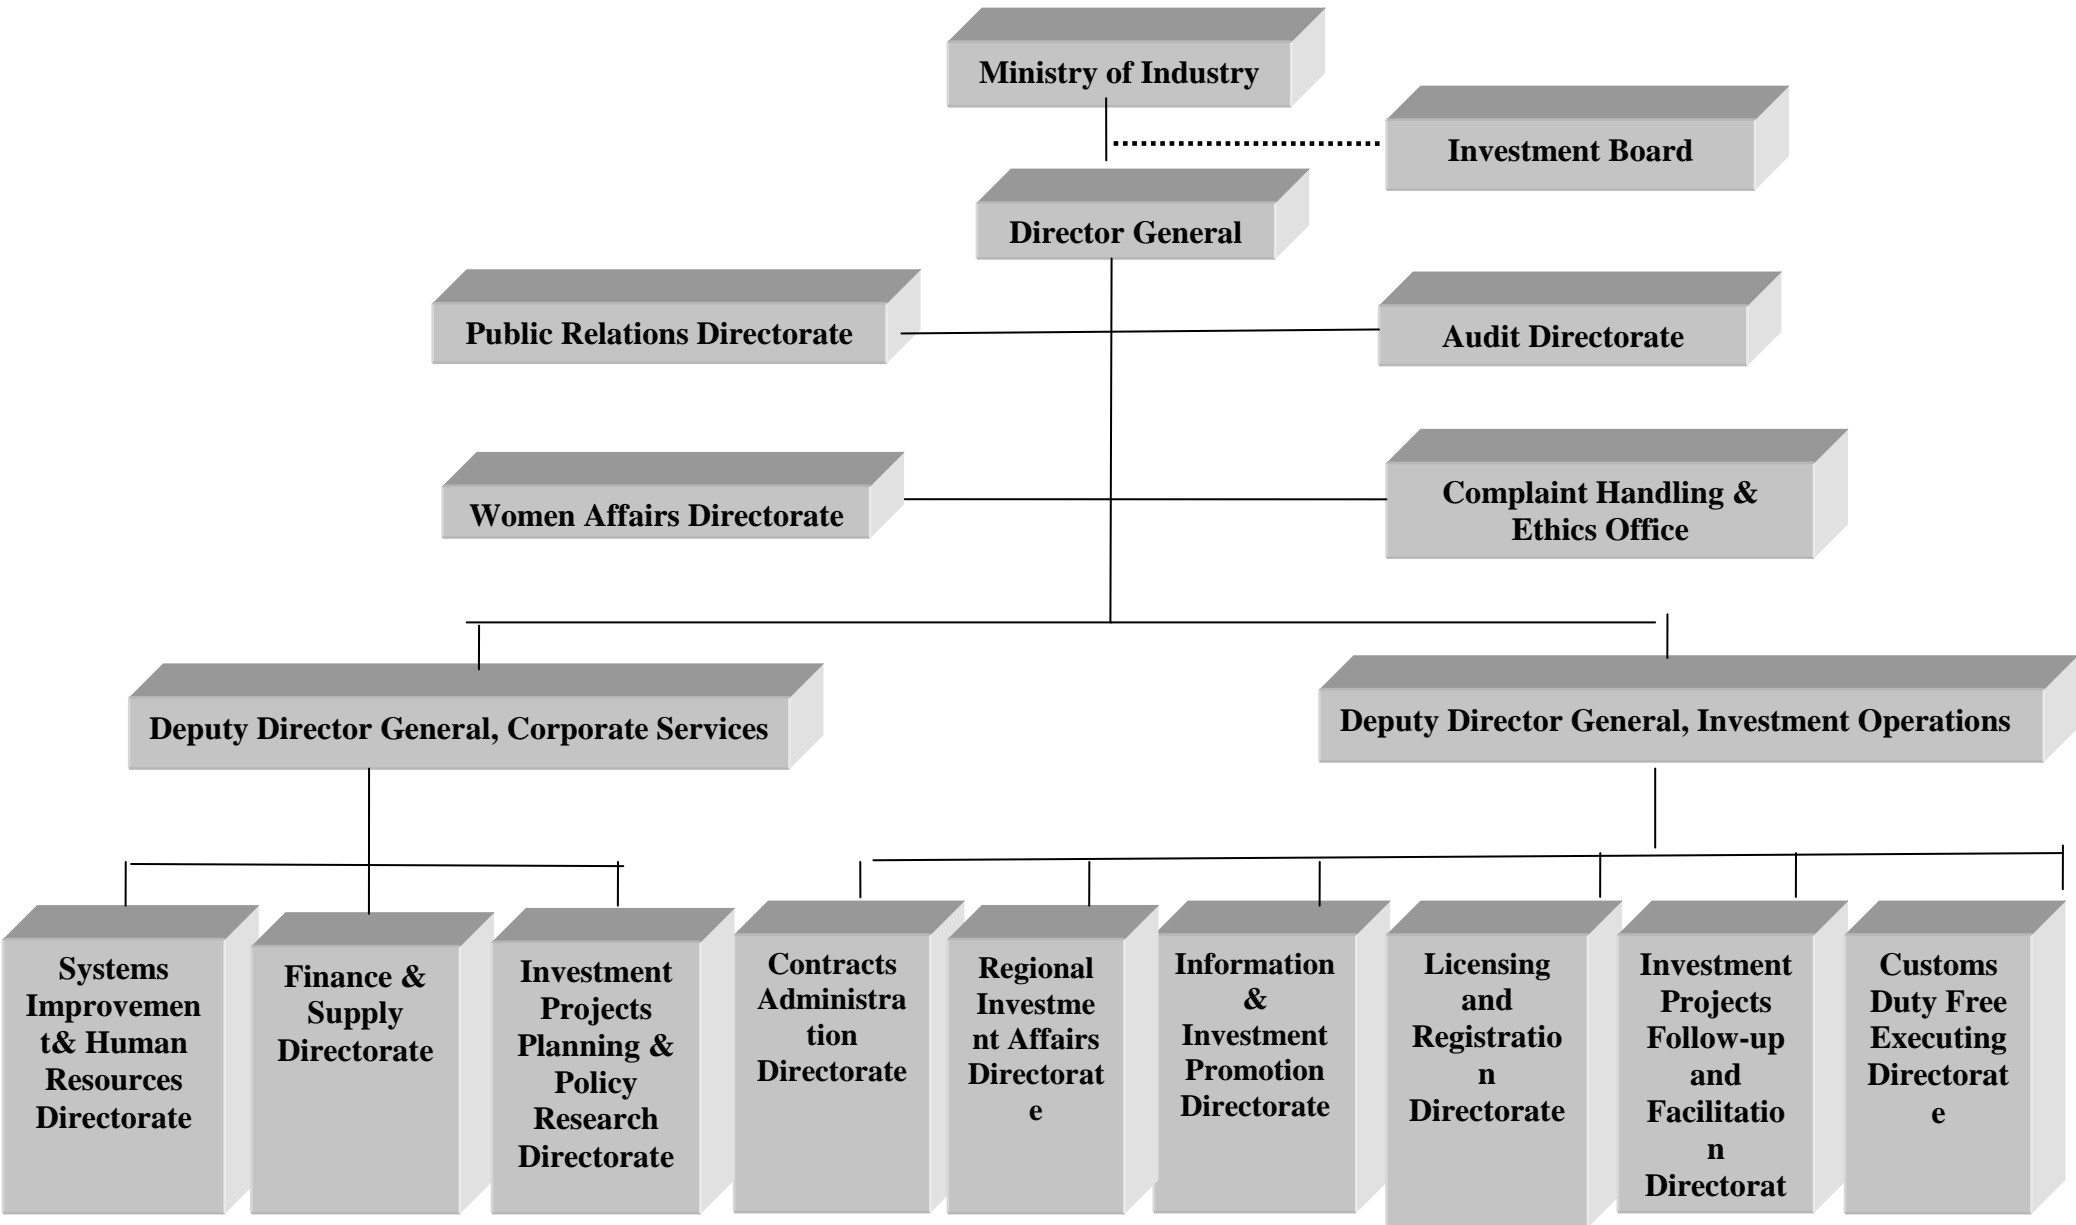 Ministry of Industry
Investment Board
Director General
Public Relations Directorate
Audit Directorate
Women Affairs Directorate
Complaint Handling &
Ethics Office
Deputy Director General, Corporate Services
Deputy Director General, Investment Operations
Systems
Improvemen
t& Human
Resources
Directorate
Finance &
Supply
Directorate
Investment
Projects
Planning &
Policy
Research
Directorate
Contracts
Administra
tion
Directorate
Regional
Investme
nt Affairs
Directorat
e
Information
&
Investment
Promotion
Directorate
Licensing
and
Registratio
n
Directorate
Investment
Projects
Follow-up
and
Facilitatio
n
Directorat
Customs
Duty Free
Executing
Directorat
e